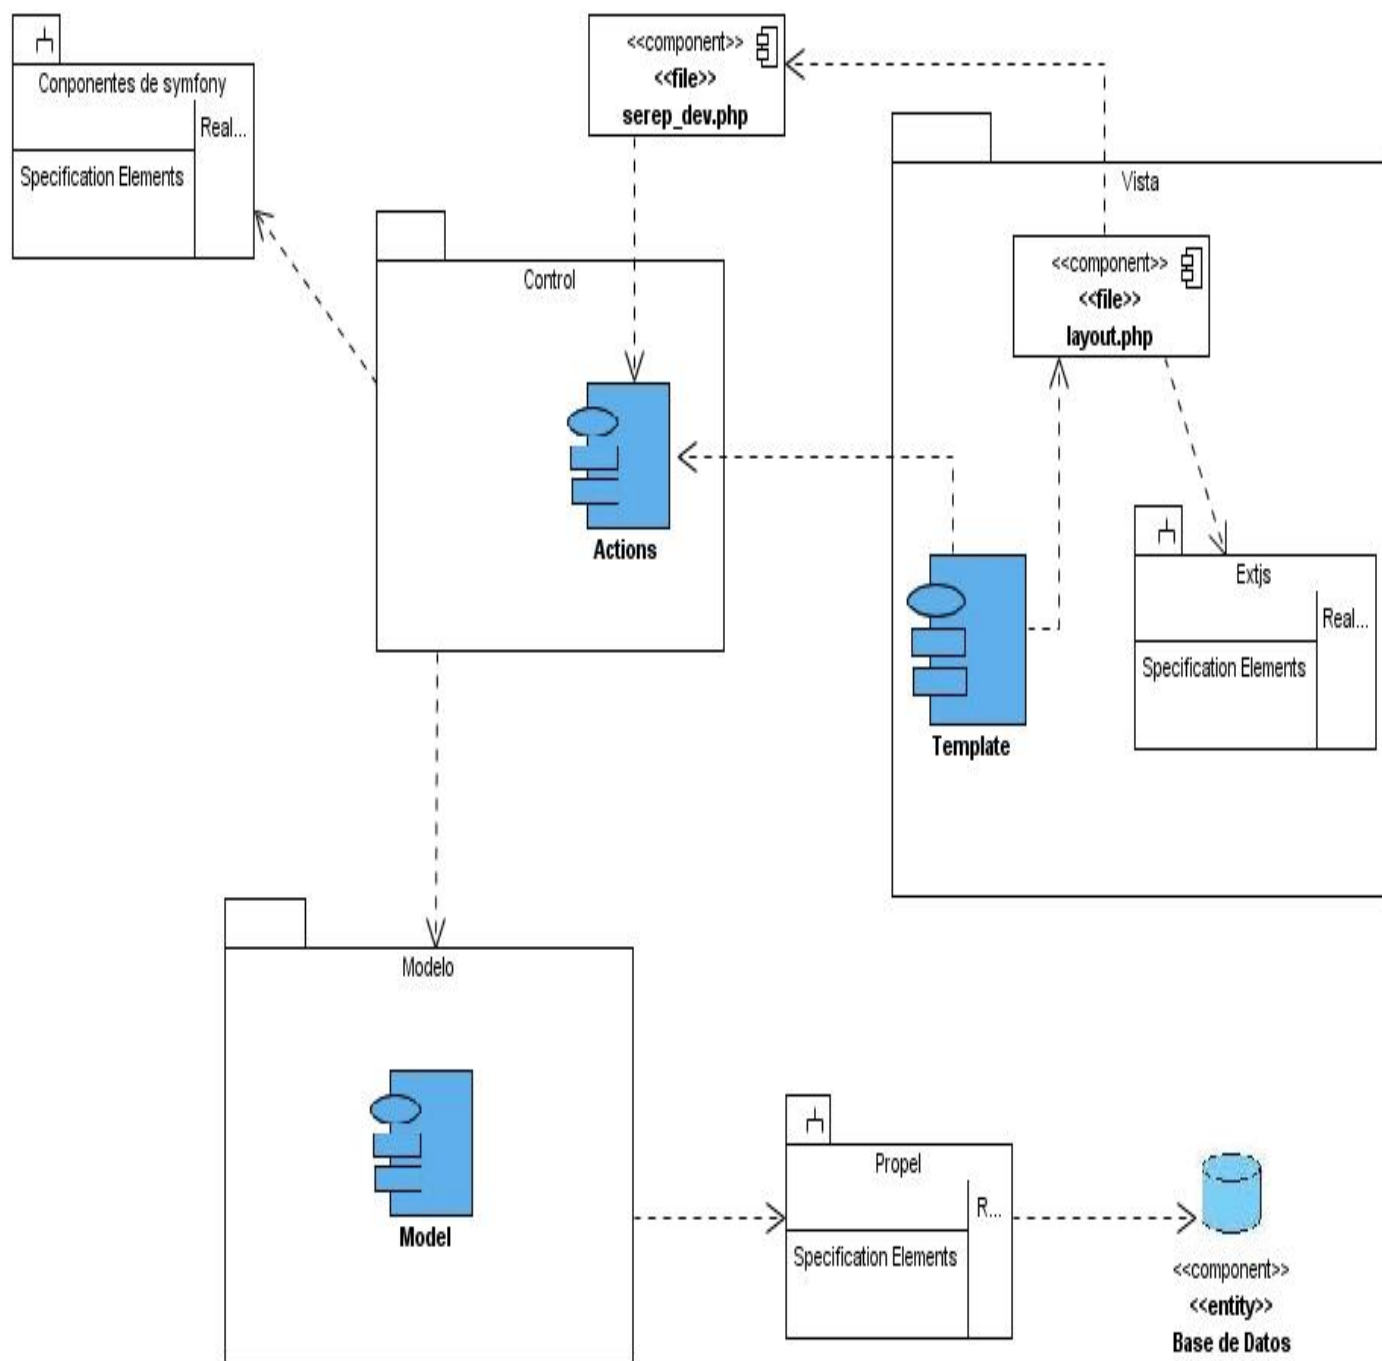 Conponentes de symfony
Real...
Specification Elements
<<component>>
<<file>>
serep_dev.php
Vista
<<component>>
<<file>>
layout.php
Control
Actions
Extjs
Real...
Specification Elements
Template
Modelo
Model
Propel
R...
Specification Elements
<<component>>
<<entity>>
Base de Datos